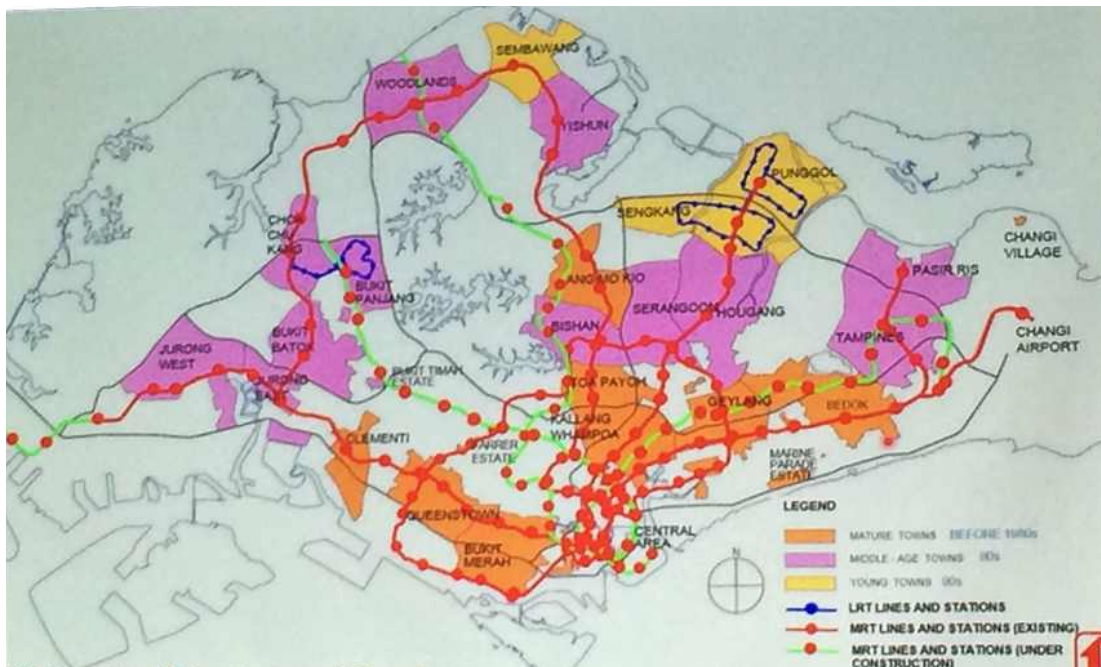 SEMBAWANG
WOODLANDS
YISHUN
PUNGGOL
SENGKANG
CHOA
CHU
KANG
CHANGI
VILLAGE
BUKIT
PANJANG
ANG MO KIO
PASIR RIS
SERANGOON
HOUGANG
BISHAN
TAMPINES
CHANGI
AIRPORT
JURONG
WEST
BUKIT
BATOK
BUKIT TIMAH
ESTATE
JURONG
EAST
TOA PAYOH
GEYLANG
BEDOK
KALLANG
WHAMPOA
CLEMENTI
FARRER
ESTATE
MARINE
PARADE
ESTATE
QUEENSTOWN
CENTRAL
AREA
BUKIT
MERAH
N
LEGEND
MATURE TOWNS BEFORE 1980s
MIDDLE - AGE TOWNS 80s
YOUNG TOWNS 90s
LRT LINES AND STATIONS
MRT LINES AND STATIONS (EXISTING)
MRT LINES AND STATIONS (UNDER
CONSTRUCTION)